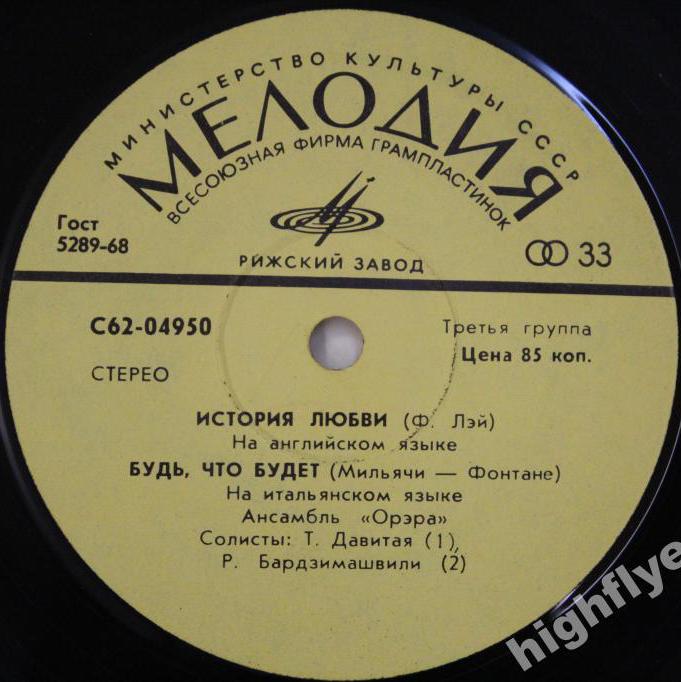 МИНИСТЕРСТВО КУЛЬТУРЫ СССР
МЕЛОДИЯ
ВСЕСОЮЗНАЯ ФИРМА ГРАМПЛАСТИНОК
Гост
5289-68
РИЖСКИЙ ЗАВОД
33
С62-04950
Третья группа
Цена 85 коп.
СТЕРЕО
ИСТОРИЯ ЛЮБВИ (Ф. Лэй)
На английском языке
БУДЬ, ЧТО БУДЕТ (Мильячи — Фонтане)
На итальянском языке
Ансамбль «Орэра»
Солисты: Т. Давитая (1),
Р. Бардзимашвили (2)
highflye